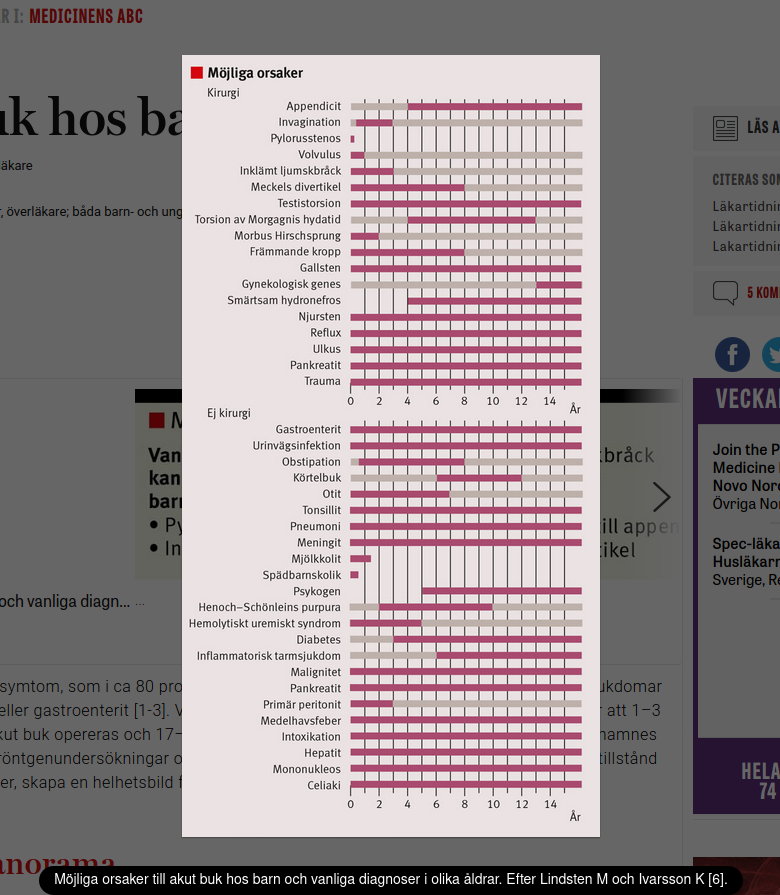 R I: MEDICINENS ABC
uk hos ba
äkare
r, överläkare; båda barn- och ung
LÄS A
CITERAS SOM
Läkartidnin
Läkartidnin
Lakartidnin
5 KOM
Möjliga orsaker
Kirurgi
Appendicit
Invagination
Pylorusstenos
Volvulus
Inklämt ljumskbråck
Meckels divertikel
Testistorsion
Torsion av Morgagnis hydatid
Morbus Hirschsprung
Främmande kropp
Gallsten
Gynekologisk genes
Smärtsam hydronefros
Njursten
Reflux
Ulkus
Pankreatit
Trauma
0 2 4 6 8 10 12 14
År
Ej kirurgi
Gastroenterit
Urinvägsinfektion
Obstipation
Körtelbuk
Otit
Tonsillit
Pneumoni
Meningit
Mjölkkolit
Spädbarnskolik
Psykogen
Henoch–Schönleins purpura
Hemolytiskt uremiskt syndrom
Diabetes
Inflammatorisk tarmsjukdom
Malignitet
Pankreatit
Primär peritonit
Medelhavsfeber
Intoxikation
Hepatit
Mononukleos
Celiaki
0 2 4 6 8 10 12 14
År
M
Van
kan
barn
• Py
• In
kbråck
till appen
tikel
och vanliga diagn... ...
VECKA
Join the P
Medicine
Novo Nor
Övriga No
Spec-läka
Husläkar
Sverige, Re
HELA
74
symtom, som i ca 80 pro
ukdomar
eller gastroenterit [1-3]. V
r att 1–3
kut buk opereras och 17–
hamnes
röntgenundersökningar o
tillstånd
er, skapa en helhetsbild f
anorama
Möjliga orsaker till akut buk hos barn och vanliga diagnoser i olika åldrar. Efter Lindsten M och Ivarsson K [6].